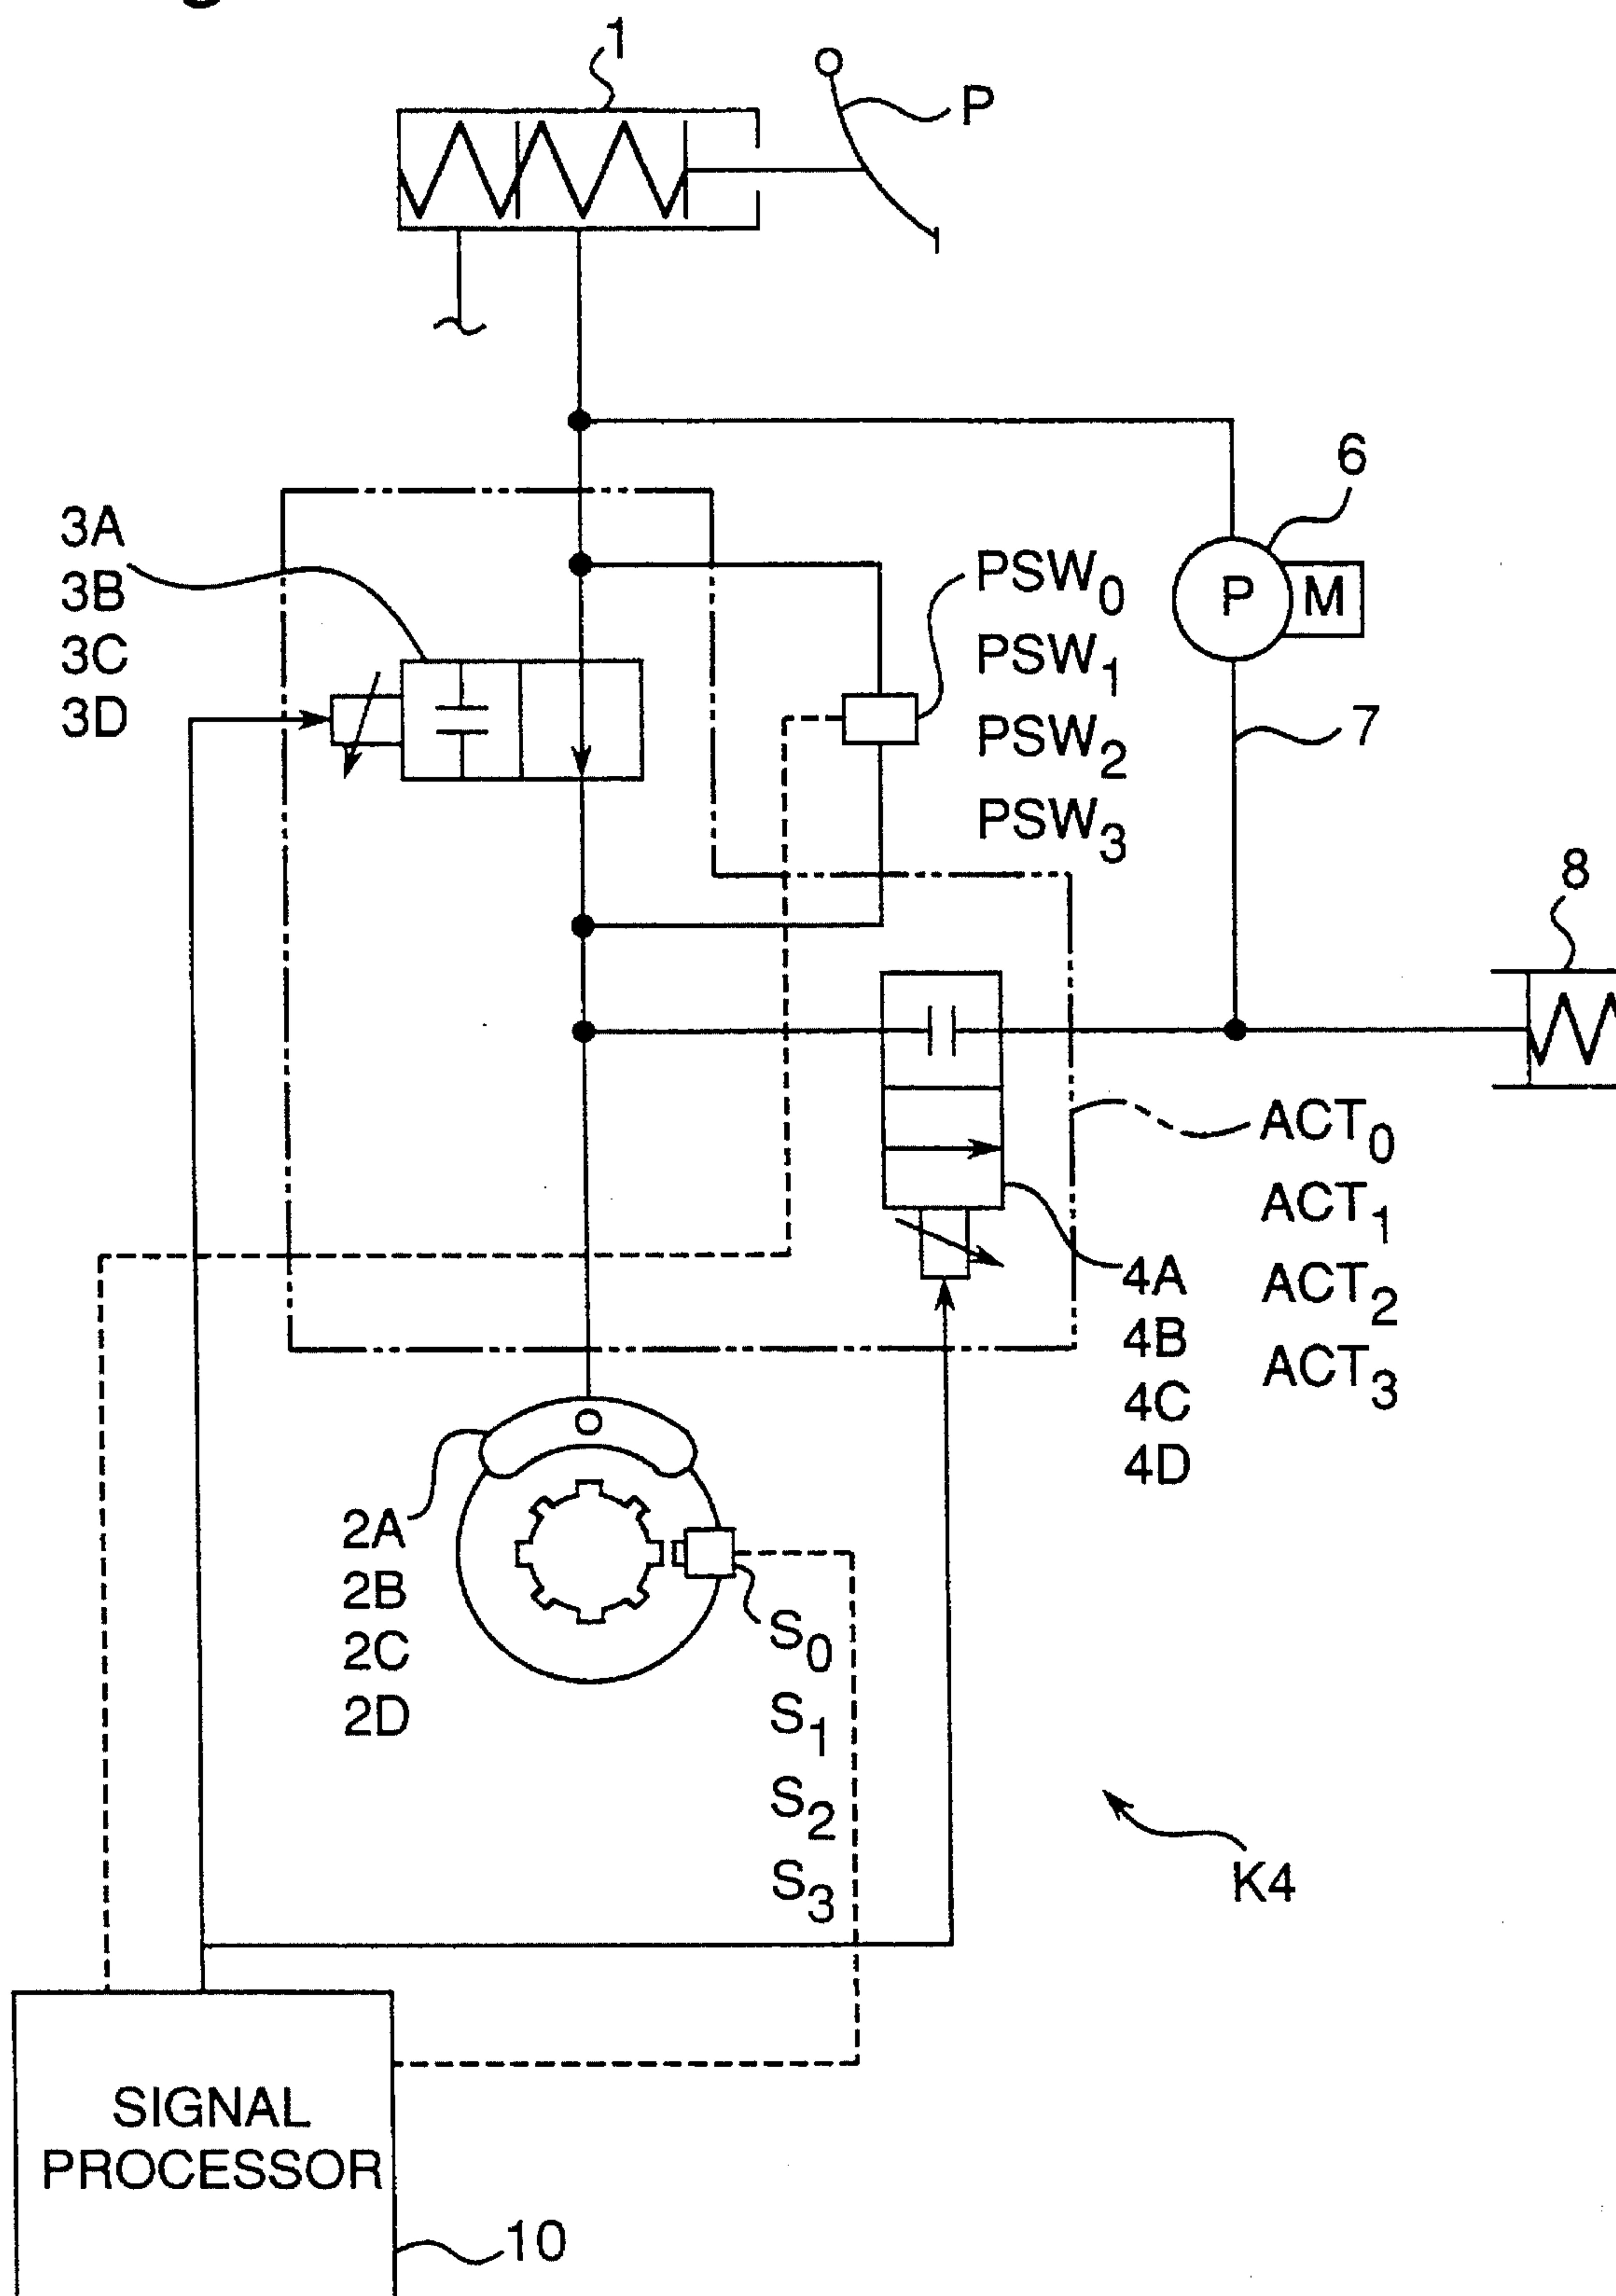 1
P
6
3A
3B
3C
3D
PSW0
PSW1
PSW2
PSW3
P
M
7
8
ACT0
ACT1
ACT2
ACT3
4A
4B
4C
4D
2A
2B
2C
2D
S0
S1
S2
S3
K4
SIGNAL
PROCESSOR
10